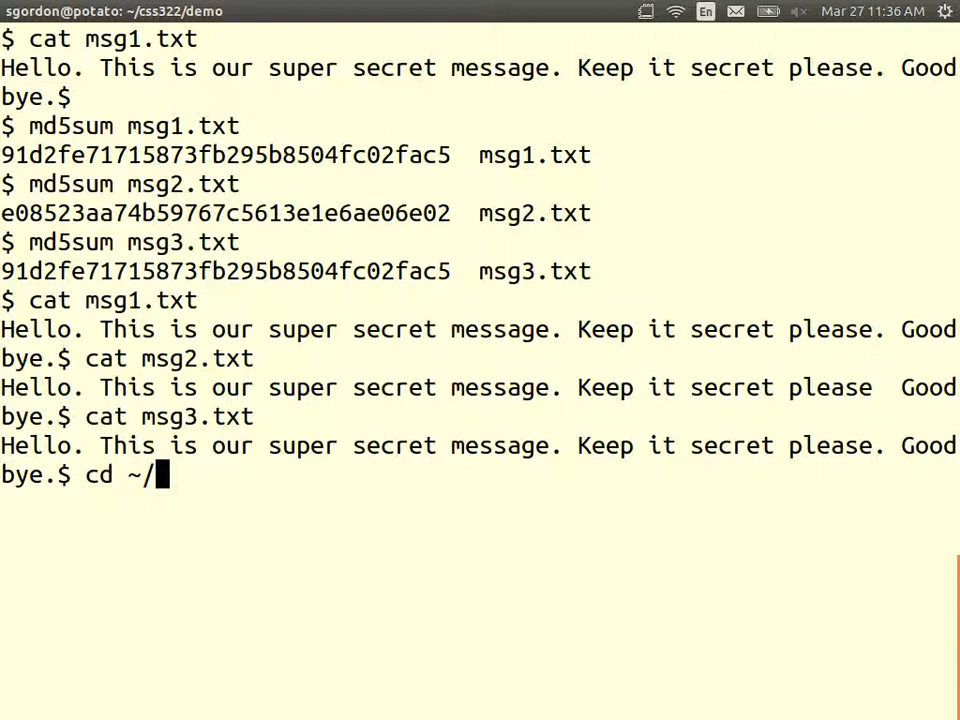 sgordon@potato: ~/css322/demo
En
Mar 27 11:36 AM
$ cat msg1.txt
Hello. This is our super secret message. Keep it secret please. Good
bye.$
$ md5sum msg1.txt
91d2fe71715873fb295b8504fc02fac5  msg1.txt
$ md5sum msg2.txt
e08523aa74b59767c5613e1e6ae06e02  msg2.txt
$ md5sum msg3.txt
91d2fe71715873fb295b8504fc02fac5  msg3.txt
$ cat msg1.txt
Hello. This is our super secret message. Keep it secret please. Good
bye.$ cat msg2.txt
Hello. This is our super secret message. Keep it secret please  Good
bye.$ cat msg3.txt
Hello. This is our super secret message. Keep it secret please. Good
bye.$ cd ~/